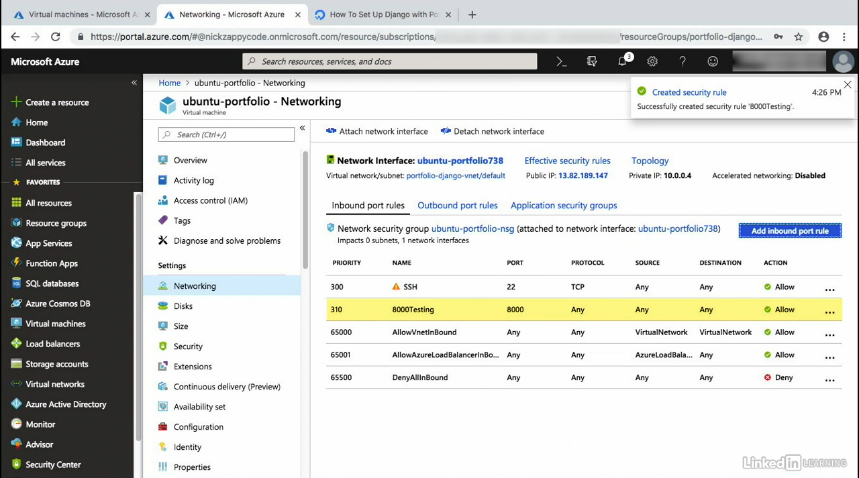 Virtual machines - Microsoft A
Networking - Microsoft Azure
How To Set Up Django with Po
https://portal.azure.com/#@nickzappycode.onmicrosoft.com/resource/subscriptions/
/resourceGroups/portfolio-django...
Microsoft Azure
Search resources, services, and docs
3
Created security rule
4:26 PM
Successfully created security rule '8000Testing'.
Create a resource
Home
Dashboard
All services
FAVORITES
All resources
Resource groups
App Services
Function Apps
SQL databases
Azure Cosmos DB
Virtual machines
Load balancers
Storage accounts
Virtual networks
Azure Active Directory
Monitor
Advisor
Security Center
Home > ubuntu-portfolio - Networking
ubuntu-portfolio - Networking
Virtual machine
Search (Ctrl+/)
Overview
Activity log
Access control (IAM)
Tags
Diagnose and solve problems
Settings
Networking
Disks
Size
Security
Extensions
Continuous delivery (Preview)
Availability set
Configuration
Identity
Properties
Attach network interface Detach network interface
Network Interface: ubuntu-portfolio738 Effective security rules Topology
Virtual network/subnet: portfolio-django-vnet/default Public IP: 13.82.189.147 Private IP: 10.0.0.4 Accelerated networking: Disabled
Inbound port rules Outbound port rules Application security groups
Network security group ubuntu-portfolio-nsg (attached to network interface: ubuntu-portfolio738)
Impacts 0 subnets, 1 network interfaces
Add inbound port rule
PRIORITY NAME PORT PROTOCOL SOURCE DESTINATION ACTION
300 SSH 22 TCP Any Any Allow ...
310 8000Testing 8000 Any Any Any Allow ...
65000 AllowVnetInBound Any Any VirtualNetwork VirtualNetwork Allow ...
65001 AllowAzureLoadBalancerInBo... Any Any AzureLoadBala... Any Allow ...
65500 DenyAllInBound Any Any Any Any Deny ...
Linked in LEARNING